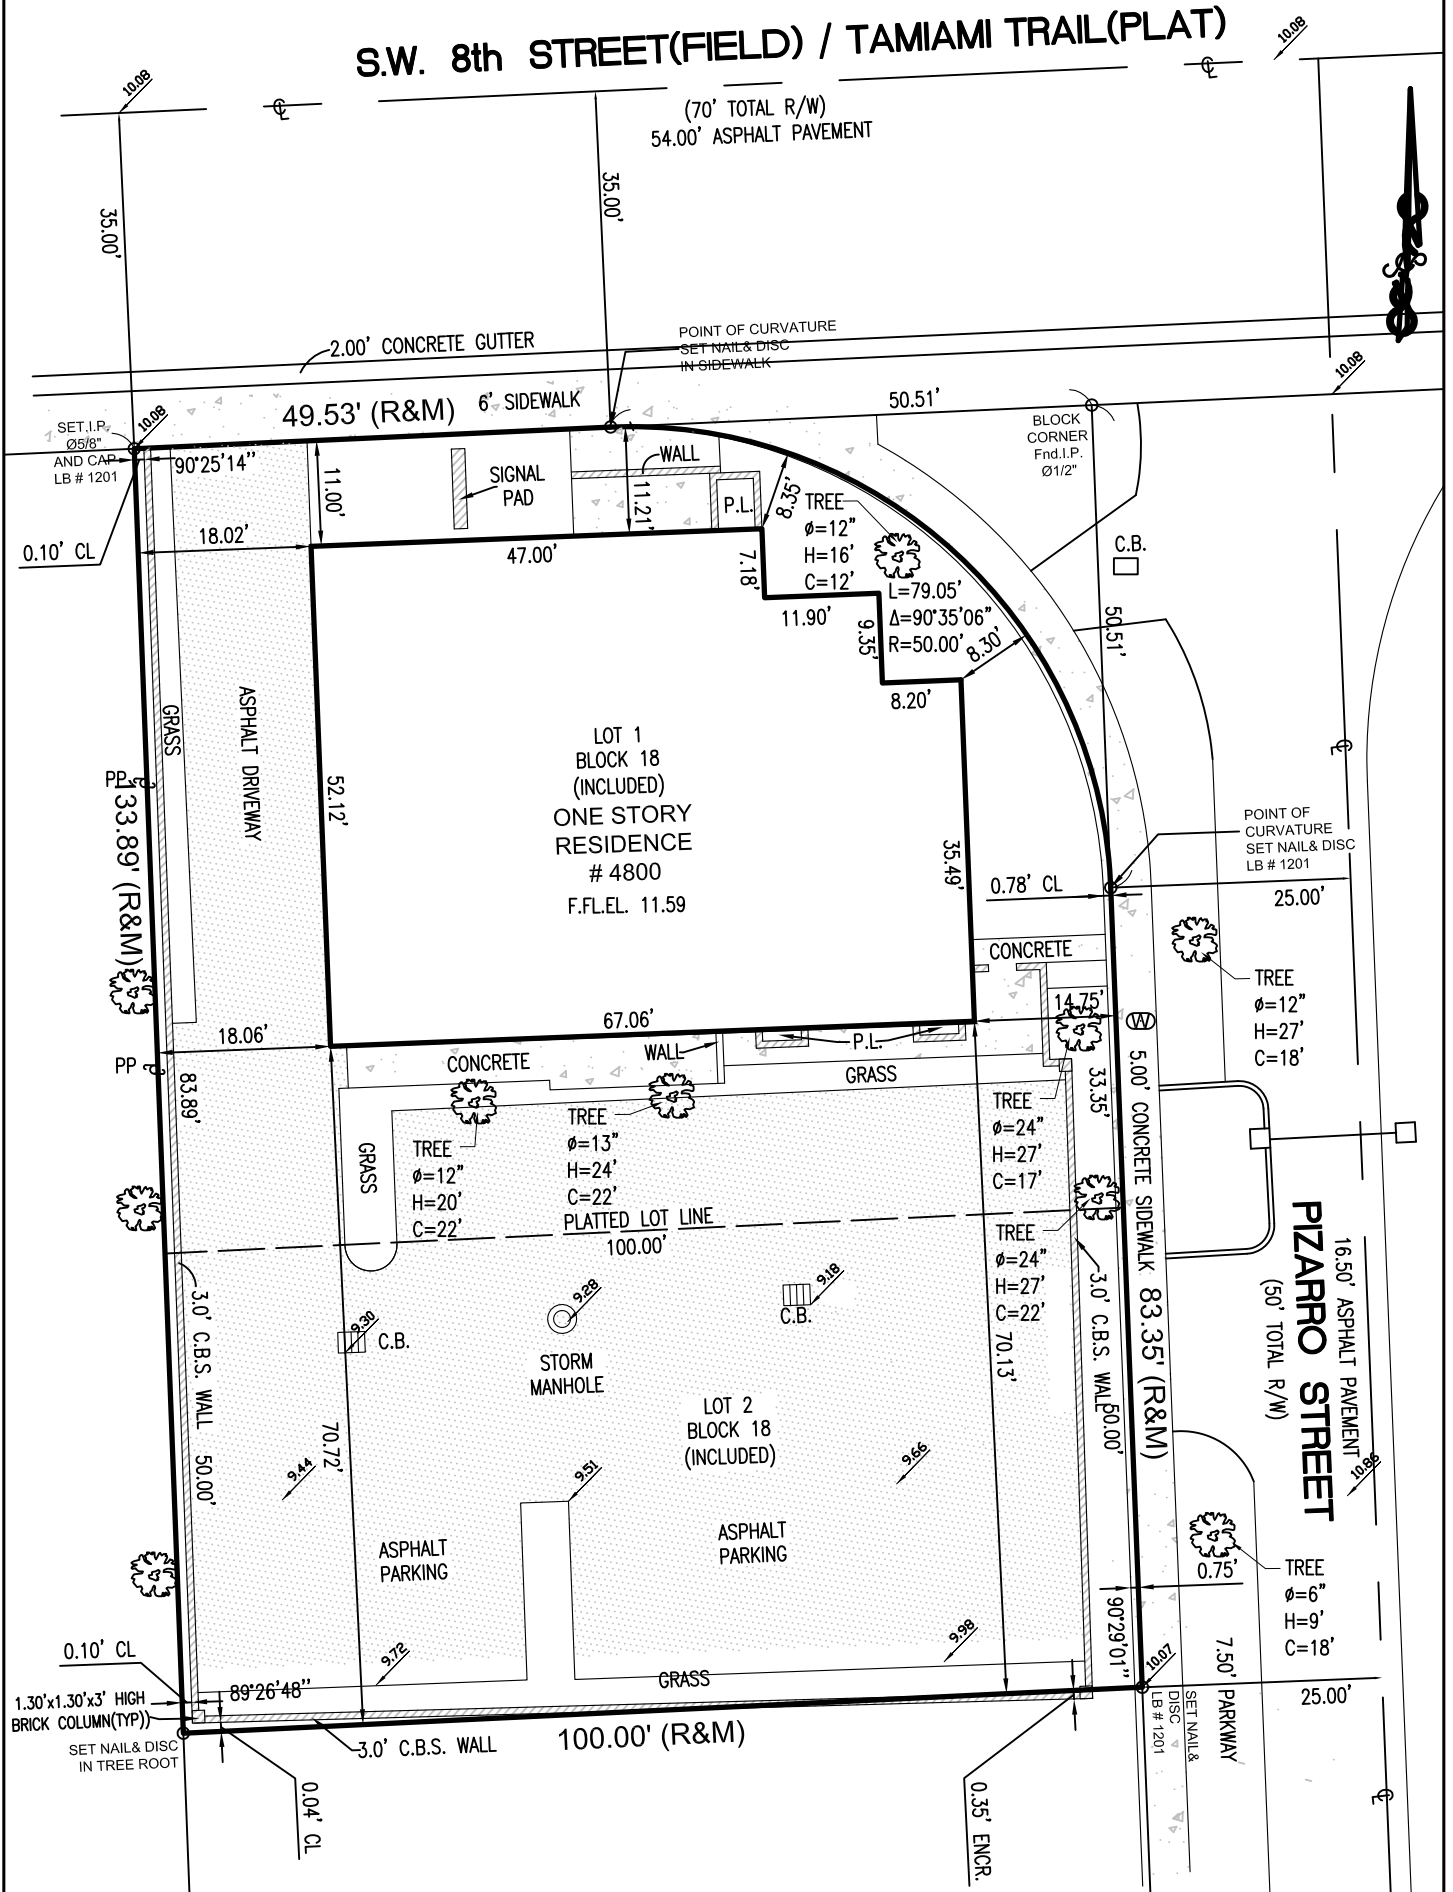 S.W. 8th STREET(FIELD) / TAMIAMI TRAIL(PLAT)
10.08
10.08
℄
℄
(70' TOTAL R/W)
54.00' ASPHALT PAVEMENT
35.00'
35.00'
2.00' CONCRETE GUTTER
POINT OF CURVATURE
SET NAIL& DISC
IN SIDEWALK
10.08
49.53' (R&M)
6' SIDEWALK
50.51'
SET.I.P.
Ø5/8"
AND CAP
LB # 1201
10.08
90°25'14"
BLOCK
CORNER
Fnd.I.P.
Ø1/2"
11.00'
SIGNAL
PAD
WALL
11.21'
P.L.
8.35'
TREE
ø=12"
H=16'
C=12'
C.B.
0.10' CL
18.02'
47.00'
7.18'
11.90'
9.35'
L=79.05'
Δ=90°35'06"
R=50.00'
8.30'
8.20'
50.51'
GRASS
ASPHALT DRIVEWAY
LOT 1
BLOCK 18
(INCLUDED)
ONE STORY
RESIDENCE
# 4800
F.FL.EL. 11.59
℄
PP
133.89' (R&M)
52.12'
35.49'
POINT OF
CURVATURE
SET NAIL& DISC
LB # 1201
0.78' CL
25.00'
CONCRETE
TREE
ø=12"
H=27'
C=18'
14.75'
W
18.06'
67.06'
P.L.
WALL
CONCRETE
GRASS
PP
83.89'
33.35'
5.00' CONCRETE SIDEWALK
TREE
ø=12"
H=20'
C=22'
TREE
ø=13"
H=24'
C=22'
TREE
ø=24"
H=27'
C=17'
GRASS
PLATTED LOT LINE
100.00'
TREE
ø=24"
H=27'
C=22'
PIZARRO STREET
(50' TOTAL R/W)
16.50' ASPHALT PAVEMENT
10.86
3.0' C.B.S. WALL
50.00'
9.30
C.B.
9.28
STORM
MANHOLE
9.18
C.B.
70.13'
3.0' C.B.S. WALL
50.00'
83.35' (R&M)
LOT 2
BLOCK 18
(INCLUDED)
70.72'
9.44
9.51
9.66
ASPHALT
PARKING
ASPHALT
PARKING
0.75'
TREE
ø=6"
H=9'
C=18'
90°29'01"
10.07
7.50' PARKWAY
0.10' CL
9.72
9.98
GRASS
89°26'48"
1.30'x1.30'x3' HIGH
BRICK COLUMN(TYP))
SET NAIL& DISC
IN TREE ROOT
3.0' C.B.S. WALL
100.00' (R&M)
SET NAIL&
DISC
LB # 1201
25.00'
℄
0.04' CL
0.35' ENCR.